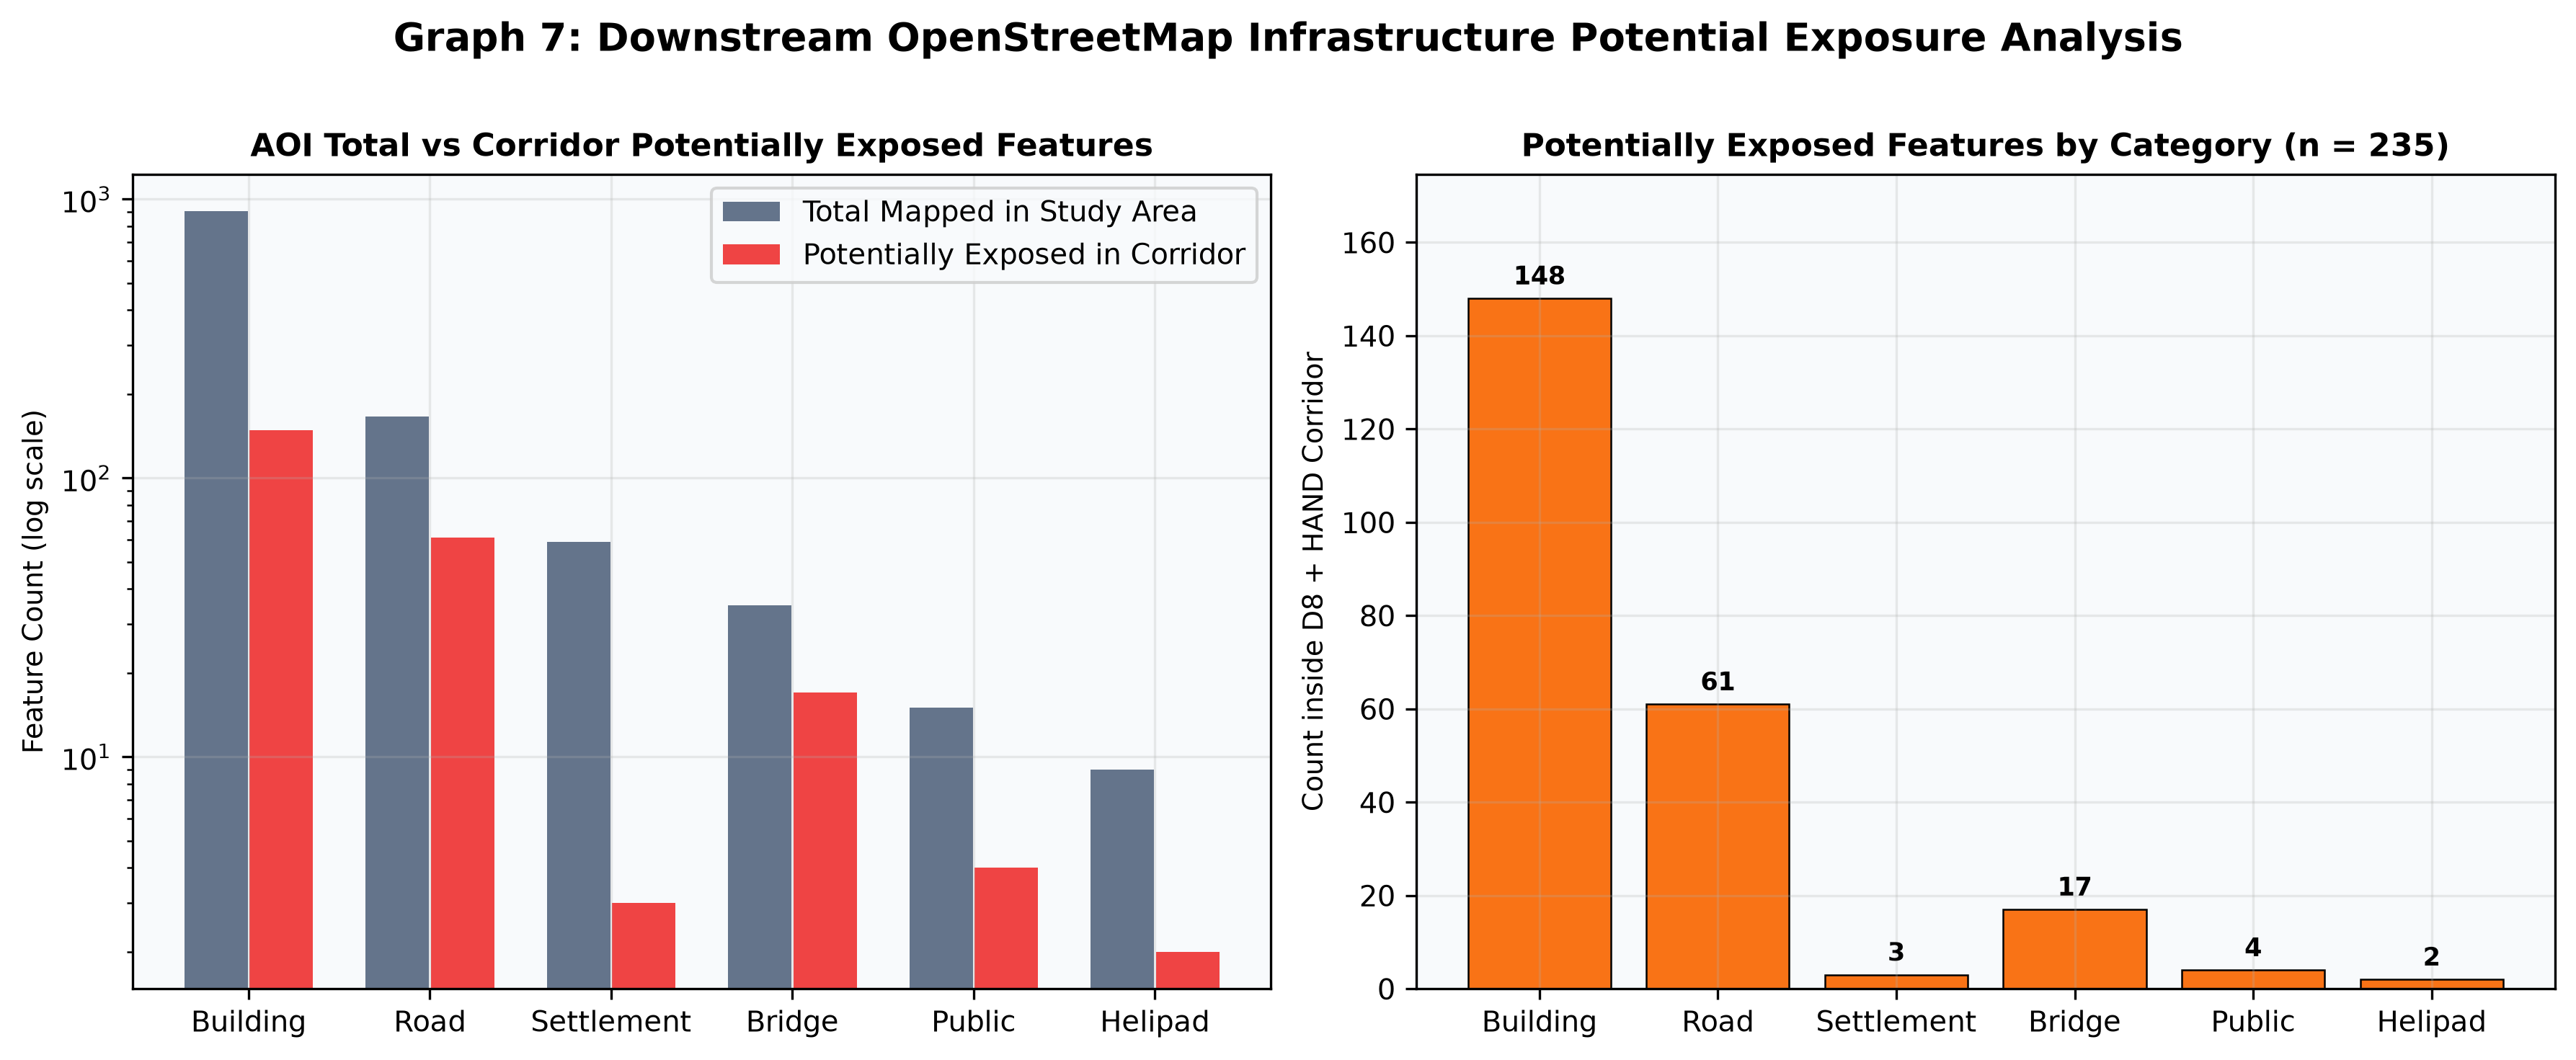 Graph 7: Downstream OpenStreetMap Infrastructure Potential Exposure Analysis
AOI Total vs Corridor Potentially Exposed Features
Feature Count (log scale)
10³
10²
10¹
Total Mapped in Study Area
Potentially Exposed in Corridor
Building Road Settlement Bridge Public Helipad
Potentially Exposed Features by Category (n = 235)
Count inside D8 + HAND Corridor
160
140
120
100
80
60
40
20
0
148
61
3
17
4
2
Building Road Settlement Bridge Public Helipad